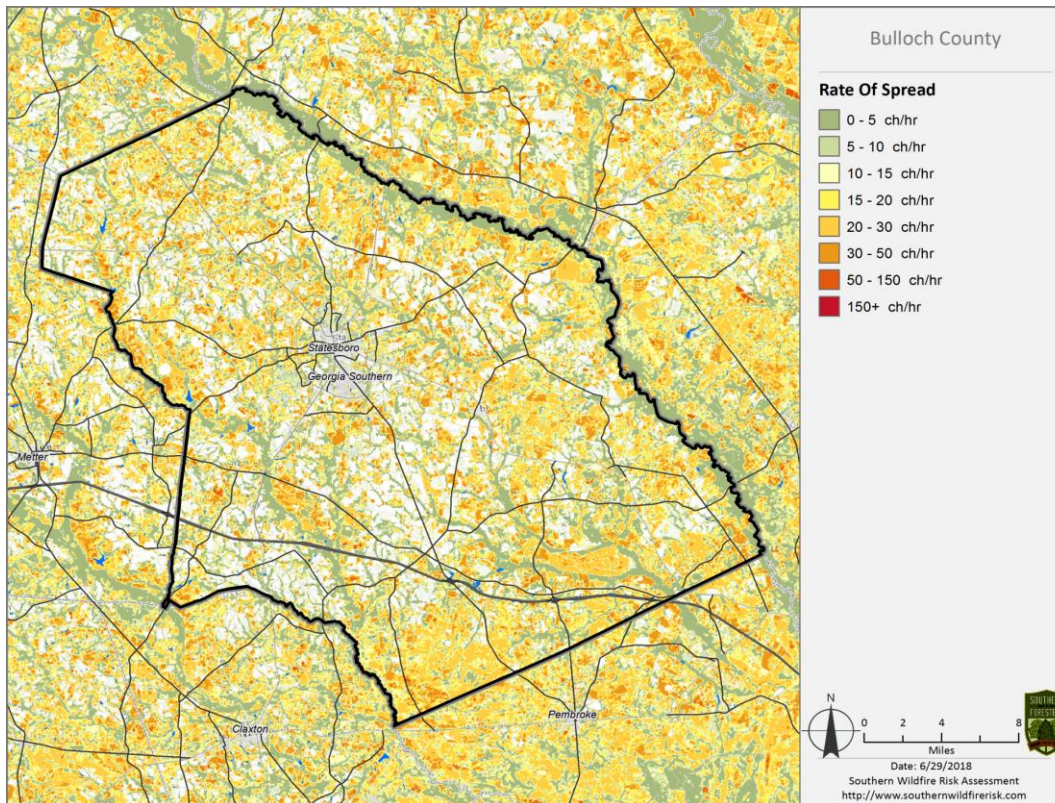 Bulloch County
Rate Of Spread
0 - 5 ch/hr
5 - 10 ch/hr
10 - 15 ch/hr
15 - 20 ch/hr
20 - 30 ch/hr
30 - 50 ch/hr
50 - 150 ch/hr
150+ ch/hr
Statesboro
Georgia Southern
Metter
Claxton
Pembroke
N
0 2 4 8
Miles
SOUTHERN
Date: 6/29/2018
Southern Wildfire Risk Assessment
http://www.southernwildfirerisk.com